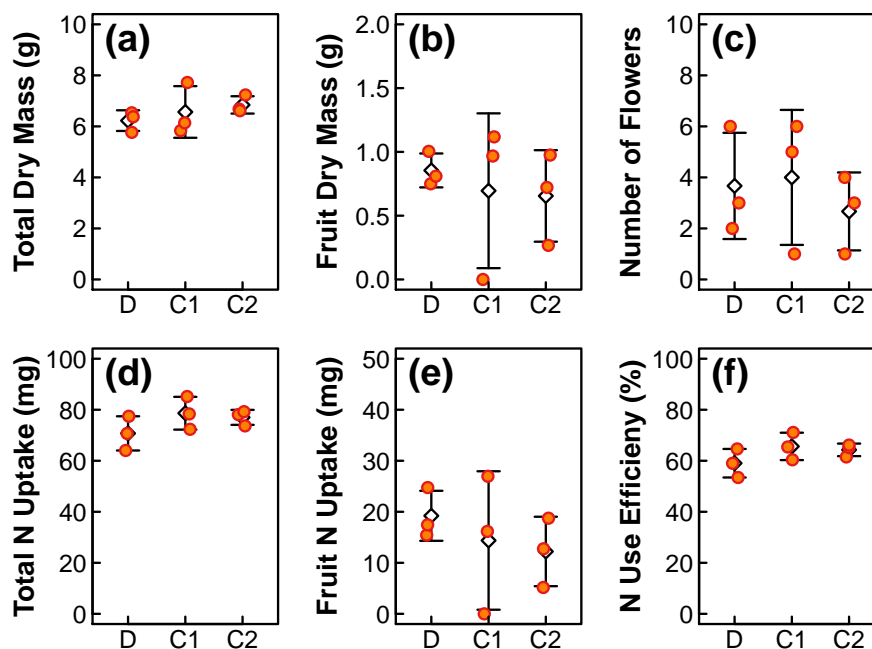 (a)
Total Dry Mass (g)
10
8
6
4
2
0
D C1 C2
(b)
Fruit Dry Mass (g)
2.0
1.5
1.0
0.5
0.0
D C1 C2
(c)
Number of Flowers
10
8
6
4
2
0
D C1 C2
(d)
Total N Uptake (mg)
100
80
60
40
20
0
D C1 C2
(e)
Fruit N Uptake (mg)
50
40
30
20
10
0
D C1 C2
(f)
N Use Efficieny (%)
100
80
60
40
20
0
D C1 C2